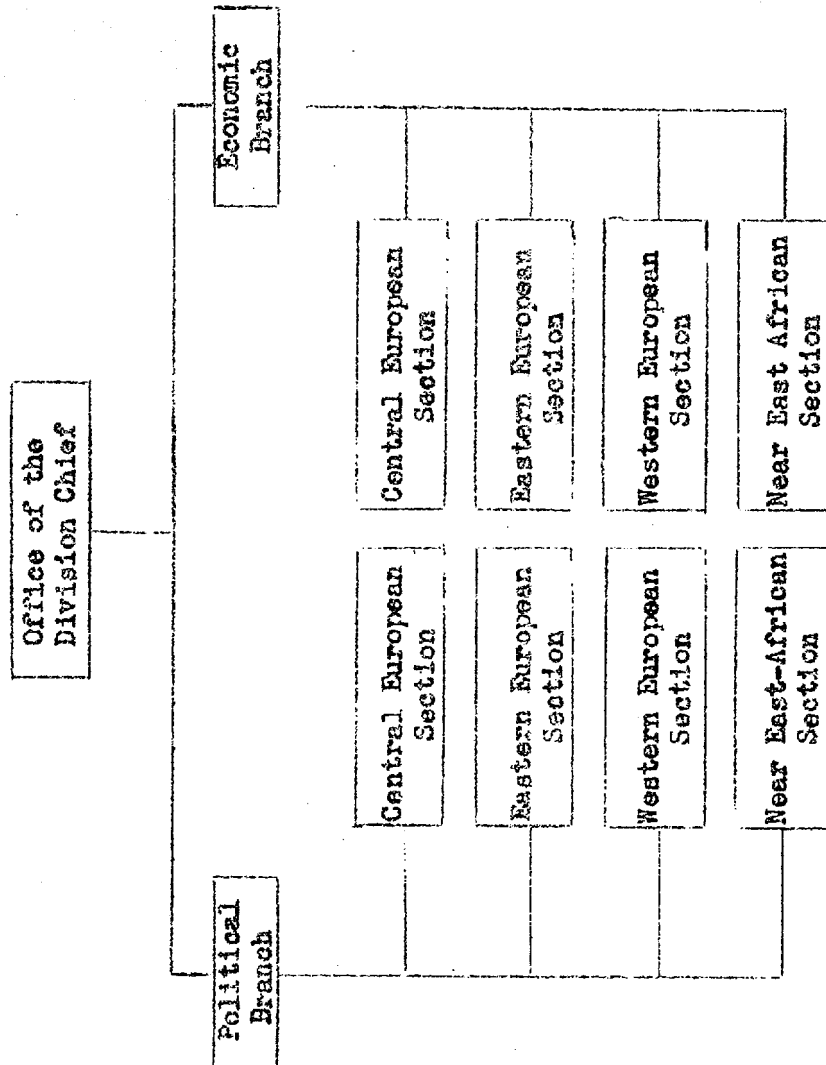 Office of the
Division Chief
Political
Branch
Economic
Branch
Central European
Section
Eastern European
Section
Western European
Section
Near East-African
Section
Central European
Section
Eastern European
Section
Western European
Section
Near East African
Section